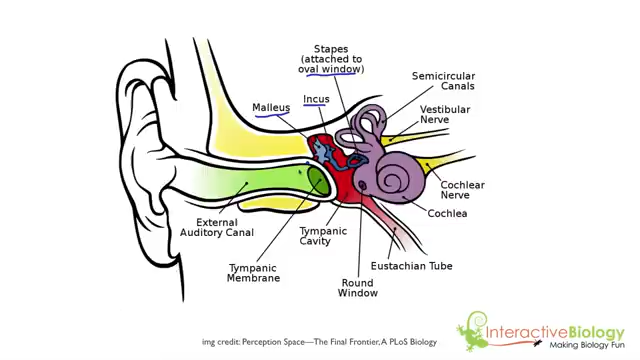 Stapes
(attached to
oval window)
Semicircular
Canals
Malleus
Incus
Vestibular
Nerve
Cochlear
Nerve
Cochlea
External
Auditory Canal
Tympanic
Cavity
Eustachian Tube
Tympanic
Membrane
Round
Window
InteractiveBiology
Making Biology Fun
img credit: Perception Space—The Final Frontier, A PLoS Biology